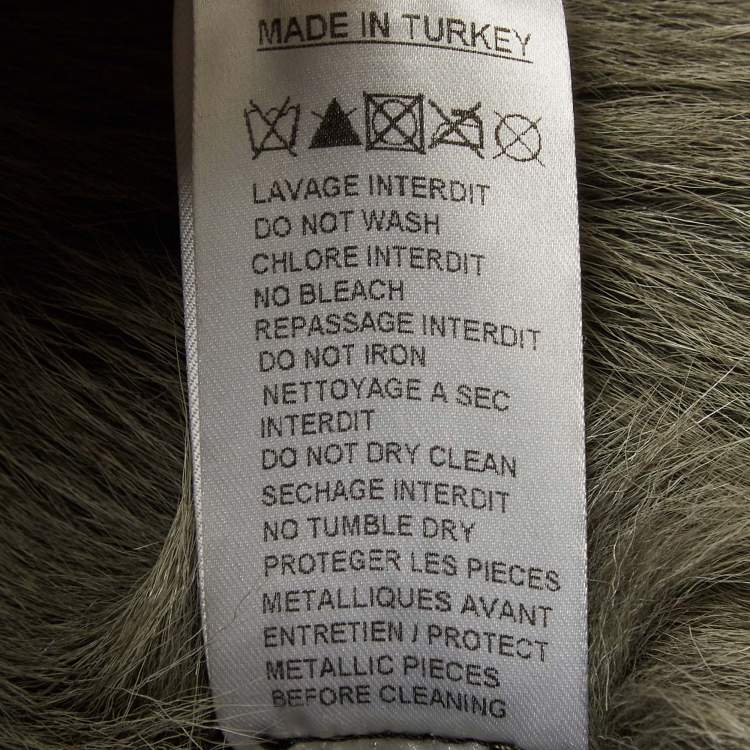 MADE IN TURKEY
LAVAGE INTERDIT
DO NOT WASH
CHLORE INTERDIT
NO BLEACH
REPASSAGE INTERDIT
DO NOT IRON
NETTOYAGE A SEC
INTERDIT
DO NOT DRY CLEAN
SECHAGE INTERDIT
NO TUMBLE DRY
PROTEGER LES PIECES
METALLIQUES AVANT
ENTRETIEN / PROTECT
METALLIC PIECES
BEFORE CLEANING